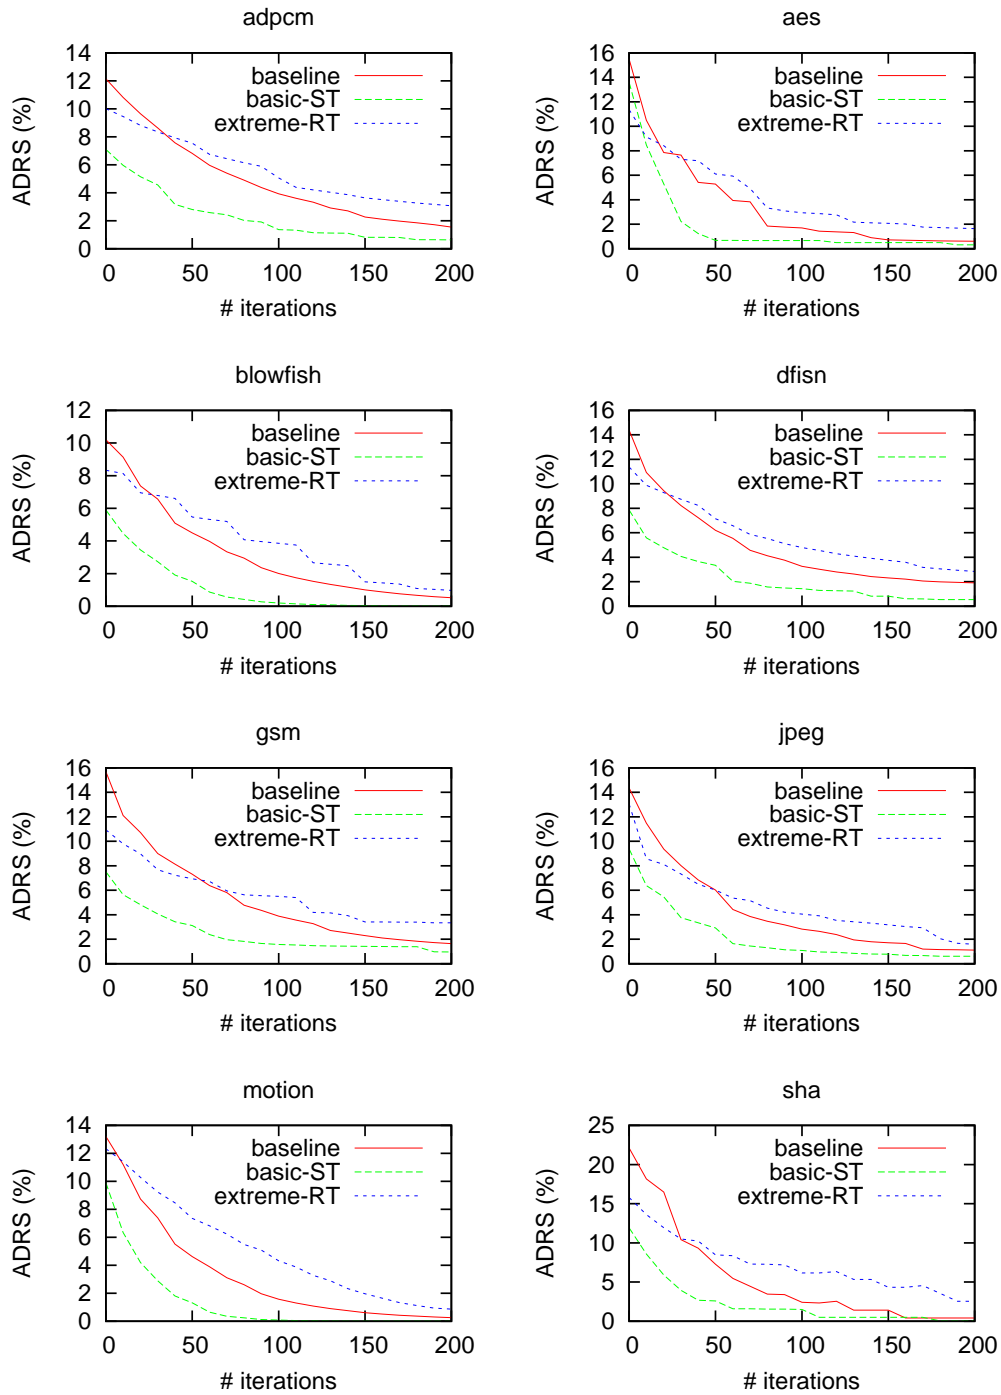 adpcm
14
12
10
8
6
4
2
0
ADRS (%)
baseline
basic-ST
extreme-RT
0 50 100 150 200
# iterations
aes
16
14
12
10
8
6
4
2
0
ADRS (%)
baseline
basic-ST
extreme-RT
0 50 100 150 200
# iterations
blowfish
12
10
8
6
4
2
0
ADRS (%)
baseline
basic-ST
extreme-RT
0 50 100 150 200
# iterations
dfisn
16
14
12
10
8
6
4
2
0
ADRS (%)
baseline
basic-ST
extreme-RT
0 50 100 150 200
# iterations
gsm
16
14
12
10
8
6
4
2
0
ADRS (%)
baseline
basic-ST
extreme-RT
0 50 100 150 200
# iterations
jpeg
16
14
12
10
8
6
4
2
0
ADRS (%)
baseline
basic-ST
extreme-RT
0 50 100 150 200
# iterations
motion
14
12
10
8
6
4
2
0
ADRS (%)
baseline
basic-ST
extreme-RT
0 50 100 150 200
# iterations
sha
25
20
15
10
5
0
ADRS (%)
baseline
basic-ST
extreme-RT
0 50 100 150 200
# iterations